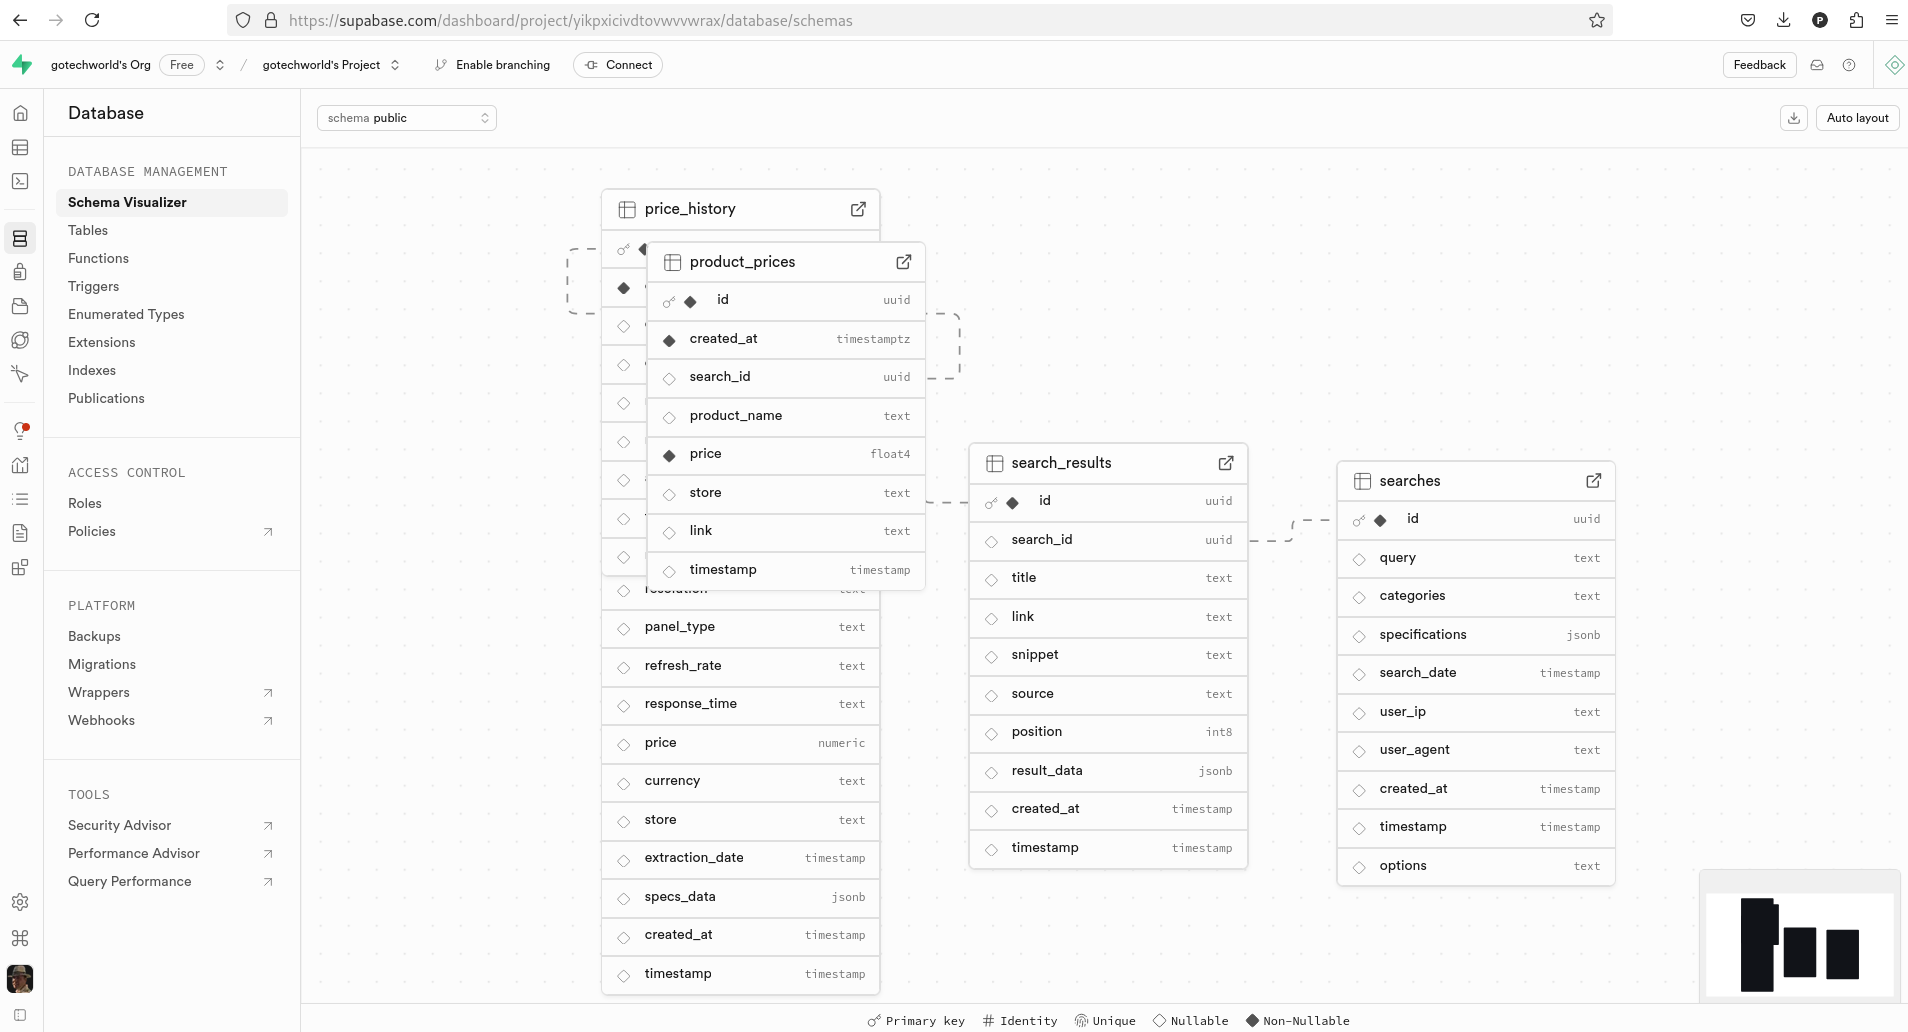 https://supabase.com/dashboard/project/yikpxicivdtovwvvwrax/database/schemas
P
gotechworld's Org Free / gotechworld's Project Enable branching Connect Feedback
Database
schema public
Auto layout
DATABASE MANAGEMENT
Schema Visualizer
Tables
Functions
Triggers
Enumerated Types
Extensions
Indexes
Publications
ACCESS CONTROL
Roles
Policies
PLATFORM
Backups
Migrations
Wrappers
Webhooks
TOOLS
Security Advisor
Performance Advisor
Query Performance
price_history
product_prices
id uuid
created_at timestamptz
search_id uuid
product_name text
price float4
store text
link text
timestamp timestamp
resolution text
panel_type text
refresh_rate text
response_time text
price numeric
currency text
store text
extraction_date timestamp
specs_data jsonb
created_at timestamp
timestamp timestamp
search_results
id uuid
search_id uuid
title text
link text
snippet text
source text
position int8
result_data jsonb
created_at timestamp
timestamp timestamp
searches
id uuid
query text
categories text
specifications jsonb
search_date timestamp
user_ip text
user_agent text
created_at timestamp
timestamp timestamp
options text
Primary key Identity Unique Nullable Non-Nullable